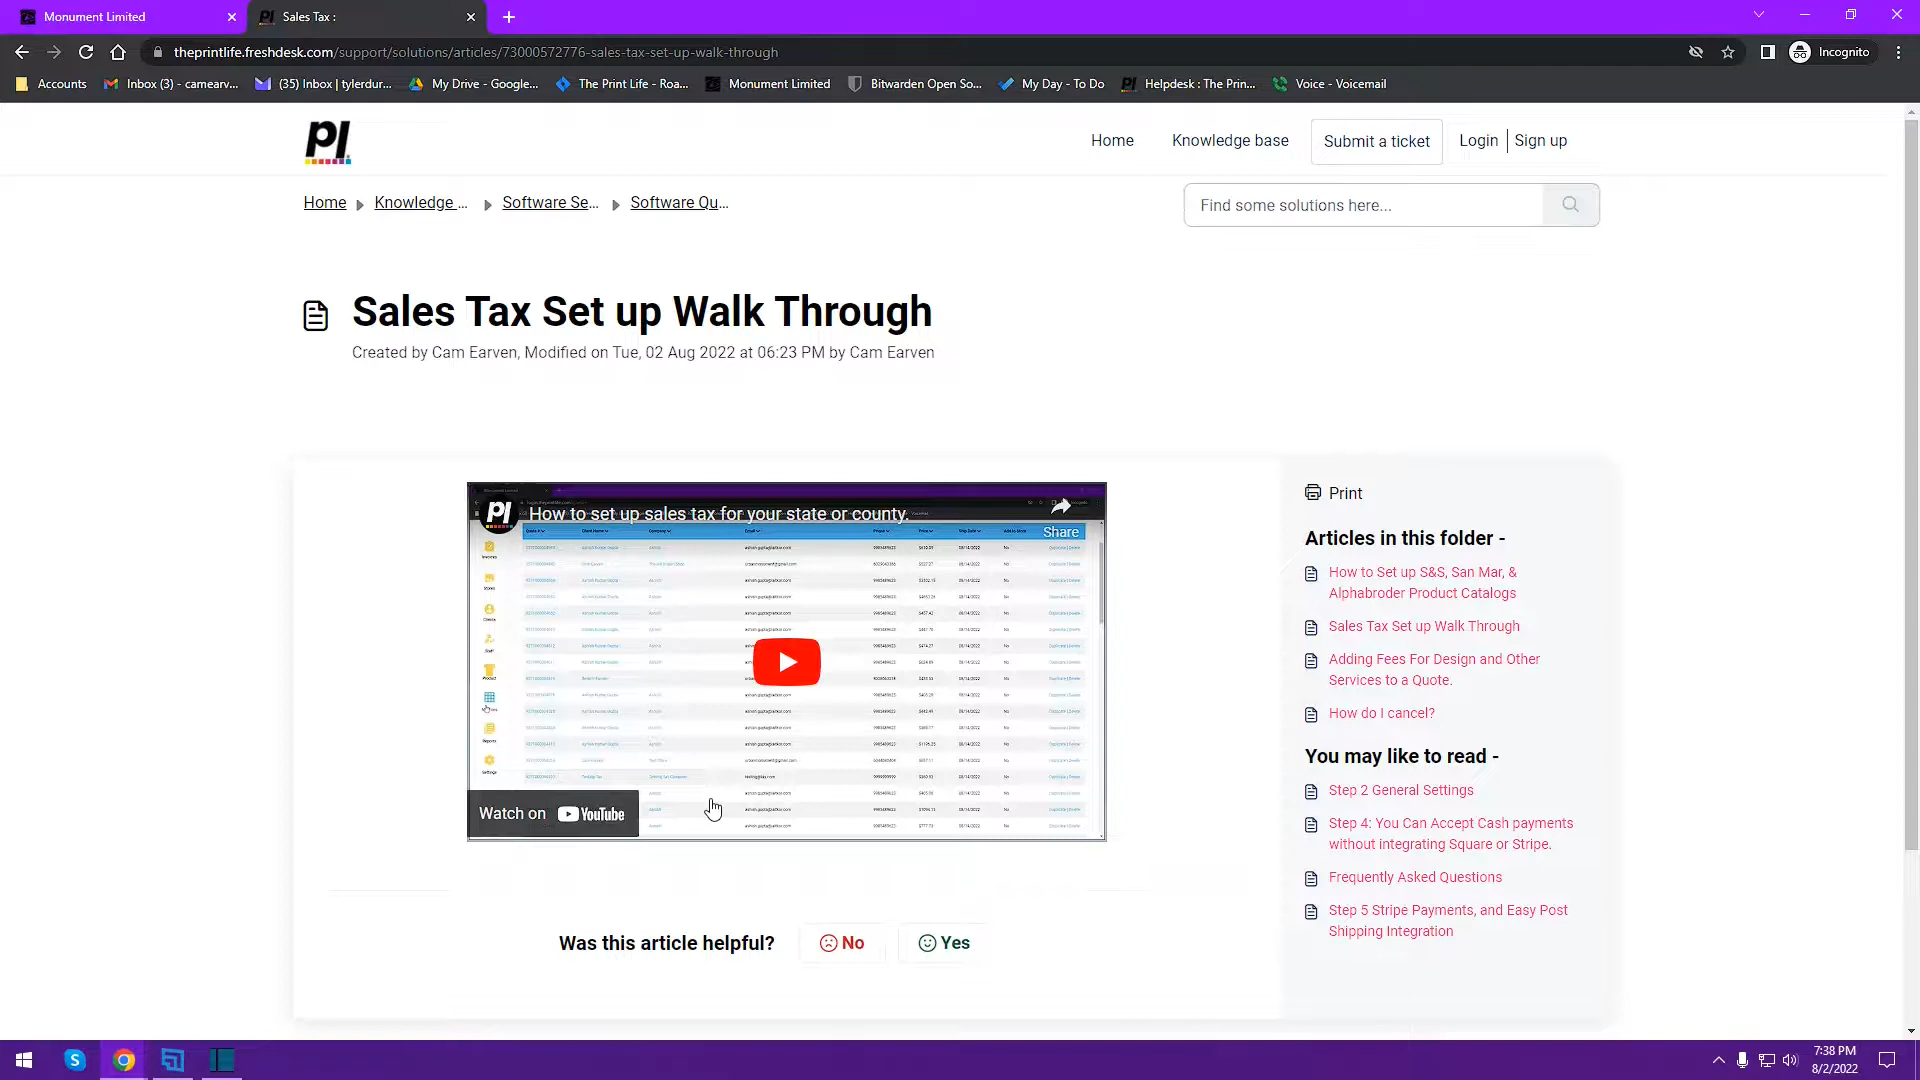 Monument Limited
Sales Tax :
theprintlife.freshdesk.com/support/solutions/articles/73000572776-sales-tax-set-up-walk-through
Incognito
Accounts
Inbox (3) - camearv...
(35) Inbox | tylerdur...
My Drive - Google...
The Print Life - Roa...
Monument Limited
Bitwarden Open So...
My Day - To Do
Helpdesk : The Prin...
Voice - Voicemail
PI
Home
Knowledge base
Submit a ticket
Login
Sign up
Home
Knowledge ...
Software Se...
Software Qu...
Find some solutions here...
Sales Tax Set up Walk Through
Created by Cam Earven, Modified on Tue, 02 Aug 2022 at 06:23 PM by Cam Earven
PI
How to set up sales tax for your state or county.
Share
Watch on YouTube
Print
Articles in this folder -
How to Set up S&S, San Mar, &
Alphabroder Product Catalogs
Sales Tax Set up Walk Through
Adding Fees For Design and Other
Services to a Quote.
How do I cancel?
You may like to read -
Step 2 General Settings
Step 4: You Can Accept Cash payments
without integrating Square or Stripe.
Frequently Asked Questions
Step 5 Stripe Payments, and Easy Post
Shipping Integration
Was this article helpful?
No
Yes
7:38 PM
8/2/2022